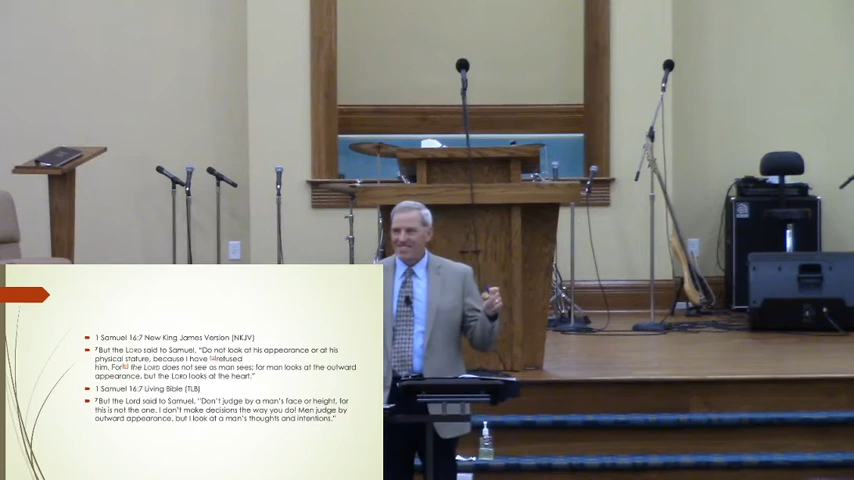 1 Samuel 16:7 New King James Version (NKJV)
7 But the LORD said to Samuel, "Do not look at his appearance or at his
physical stature, because I have [a]refused
him. For[b] the LORD does not see as man sees; for man looks at the outward
appearance, but the LORD looks at the heart."
1 Samuel 16:7 Living Bible (TLB)
7 But the Lord said to Samuel, "Don't judge by a man's face or height, for
this is not the one. I don't make decisions the way you do! Men judge by
outward appearance, but I look at a man's thoughts and intentions."